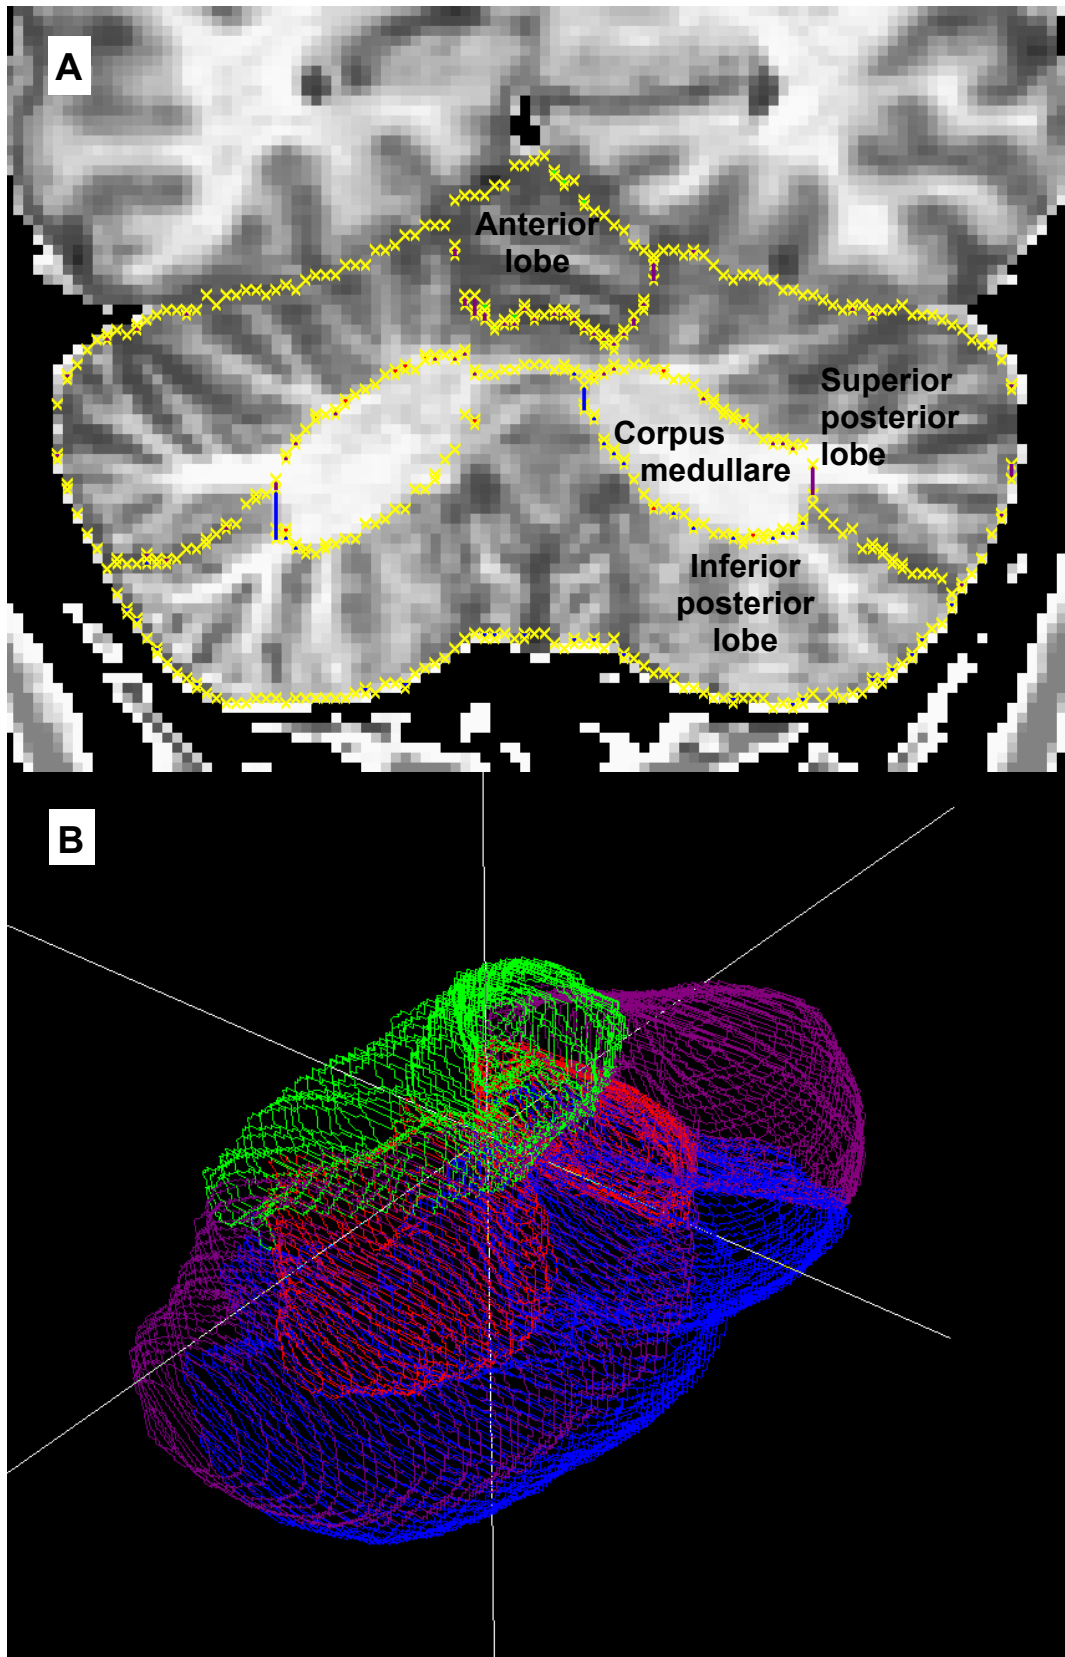 A
Anterior
lobe
Superior
posterior
lobe
Corpus
medullare
Inferior
posterior
lobe
B